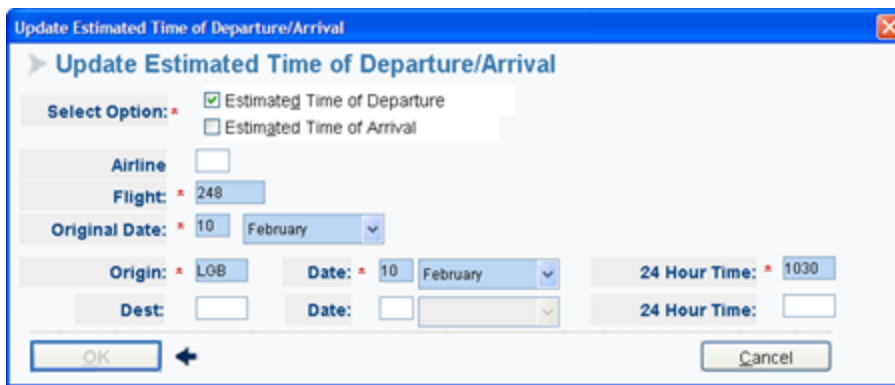 Update Estimated Time of Departure/Arrival
Update Estimated Time of Departure/Arrival
Select Option: * Estimated Time of Departure
Estimated Time of Arrival
Airline
Flight: * 248
Original Date: * 10 February
Origin: * LGB Date: * 10 February 24 Hour Time: * 1030
Dest: Date: 24 Hour Time:
OK Cancel